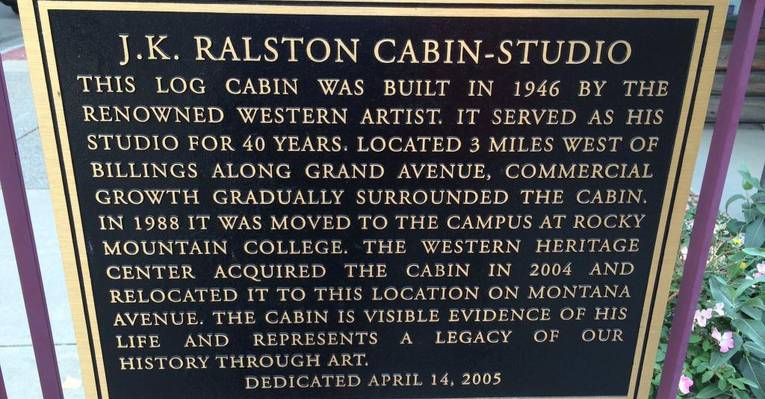 J.K. RALSTON CABIN-STUDIO
THIS LOG CABIN WAS BUILT IN 1946 BY THE
RENOWNED WESTERN ARTIST. IT SERVED AS HIS
STUDIO FOR 40 YEARS. LOCATED 3 MILES WEST OF
BILLINGS ALONG GRAND AVENUE, COMMERCIAL
GROWTH GRADUALLY SURROUNDED THE CABIN.
IN 1988 IT WAS MOVED TO THE CAMPUS AT ROCKY
MOUNTAIN COLLEGE. THE WESTERN HERITAGE
CENTER ACQUIRED THE CABIN IN 2004 AND
RELOCATED IT TO THIS LOCATION ON MONTANA
AVENUE. THE CABIN IS VISIBLE EVIDENCE OF HIS
LIFE AND REPRESENTS A LEGACY OF OUR
HISTORY THROUGH ART.
DEDICATED APRIL 14, 2005